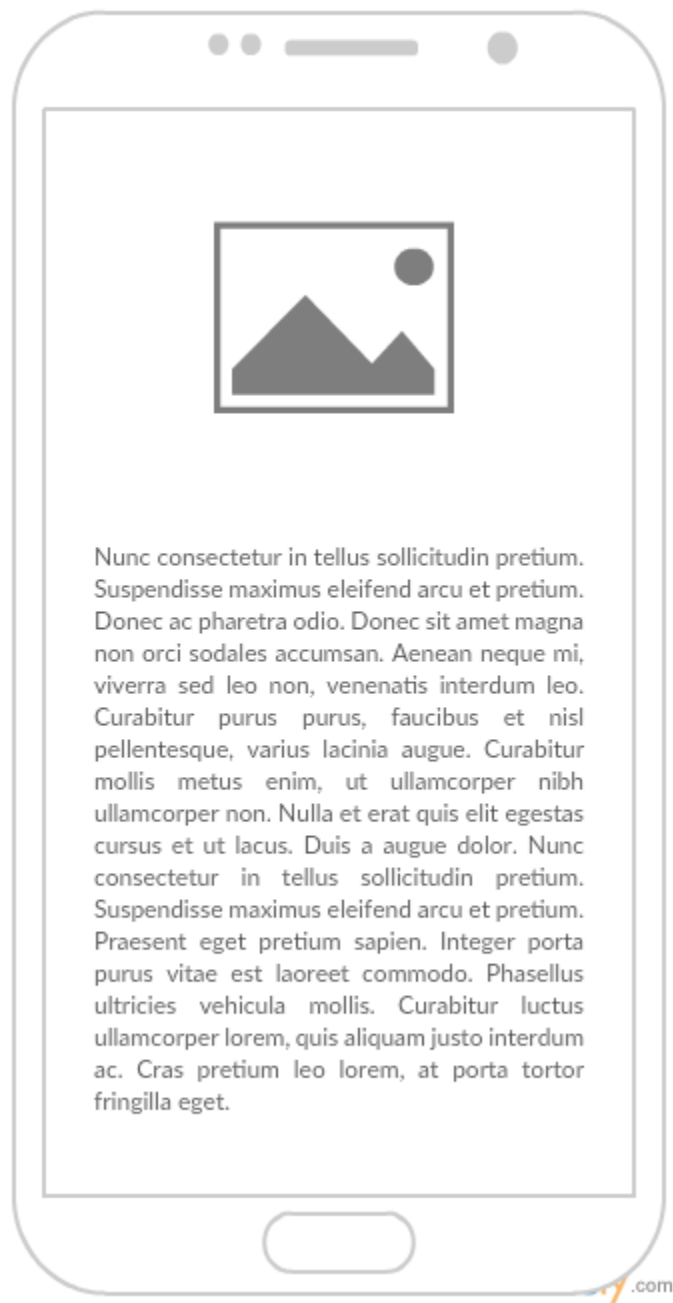 Nunc consectetur in tellus sollicitudin pretium.
Suspendisse maximus eleifend arcu et pretium.
Donec ac pharetra odio. Donec sit amet magna
non orci sodales accumsan. Aenean neque mi,
viverra sed leo non, venenatis interdum leo.
Curabitur purus purus, faucibus et nisl
pellentesque, varius lacinia augue. Curabitur
mollis metus enim, ut ullamcorper nibh
ullamcorper non. Nulla et erat quis elit egestas
cursus et ut lacus. Duis a augue dolor. Nunc
consectetur in tellus sollicitudin pretium.
Suspendisse maximus eleifend arcu et pretium.
Praesent eget pretium sapien. Integer porta
purus vitae est laoreet commodo. Phasellus
ultricies vehicula mollis. Curabitur luctus
ullamcorper lorem, quis aliquam justo interdum
ac. Cras pretium leo lorem, at porta tortor
fringilla eget.
.com